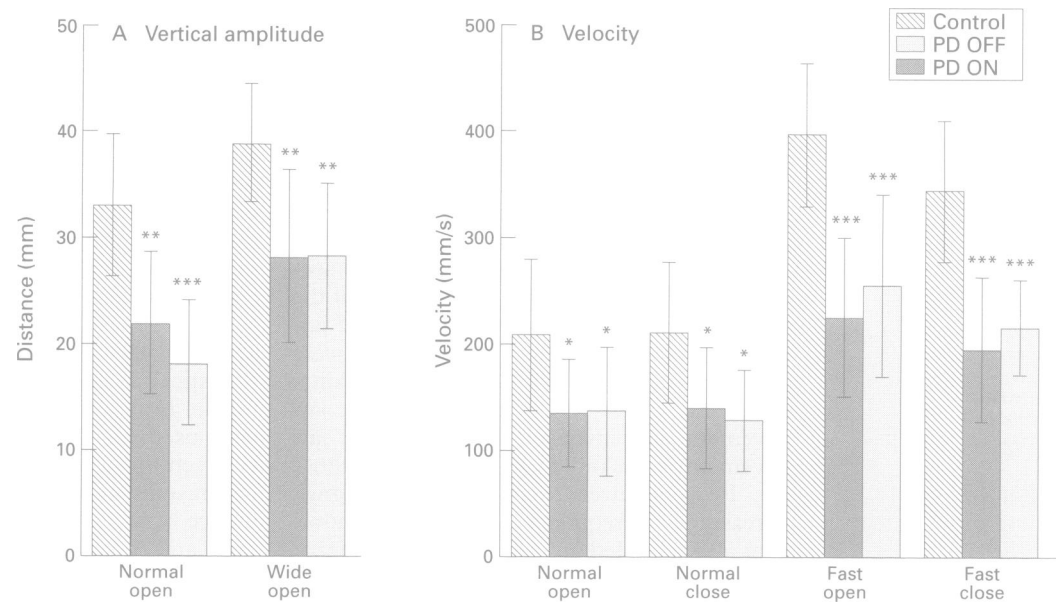 A Vertical amplitude
Distance (mm)
50
40
30
20
10
0
**
***
**
**
Normal
open
Wide
open
B Velocity
Control
PD OFF
PD ON
Velocity (mm/s)
500
400
300
200
100
0
*
*
*
*
***
***
***
***
Normal
open
Normal
close
Fast
open
Fast
close